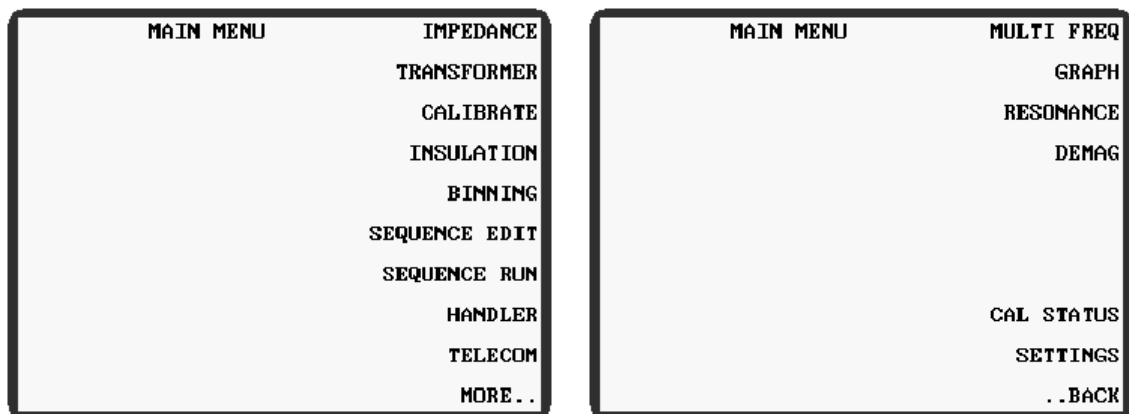 MAIN MENU IMPEDANCE
TRANSFORMER
CALIBRATE
INSULATION
BINNING
SEQUENCE EDIT
SEQUENCE RUN
HANDLER
TELECOM
MORE..
MAIN MENU MULTI FREQ
GRAPH
RESONANCE
DEMAG
CAL STATUS
SETTINGS
..BACK